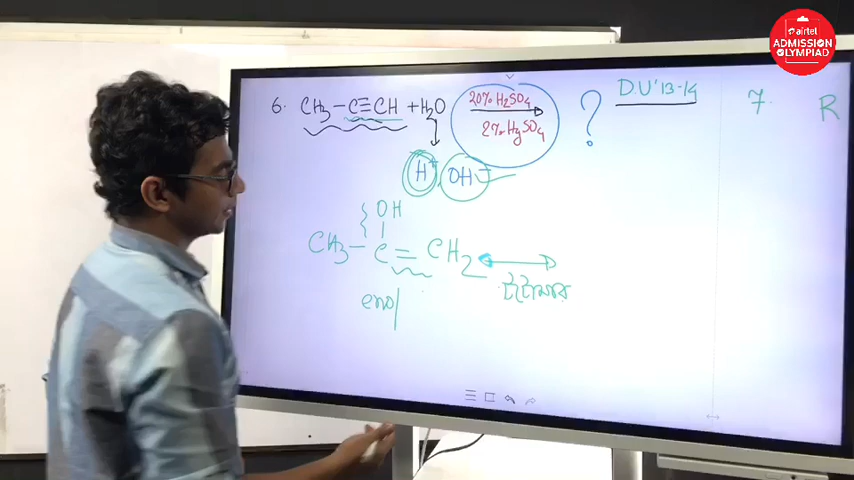 airtel
ADMISSION
OLYMPIAD
6. CH3-C≡CH + H2O 20% H2SO4 ?
2% HgSO4
D.U'13-14
7. R
H+, OH-
OH
CH3-C=CH2
টটোমার
enol